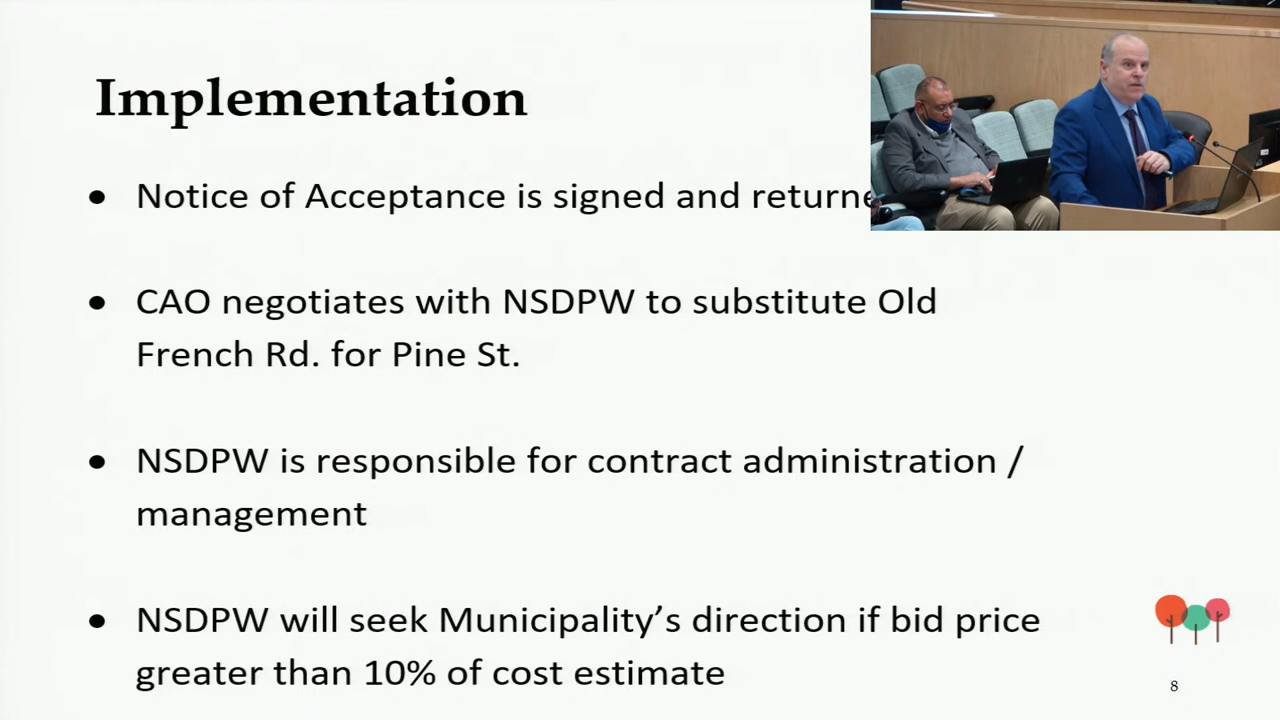 Implementation
• Notice of Acceptance is signed and returne
• CAO negotiates with NSDPW to substitute Old
French Rd. for Pine St.
• NSDPW is responsible for contract administration /
management
• NSDPW will seek Municipality’s direction if bid price
greater than 10% of cost estimate
8